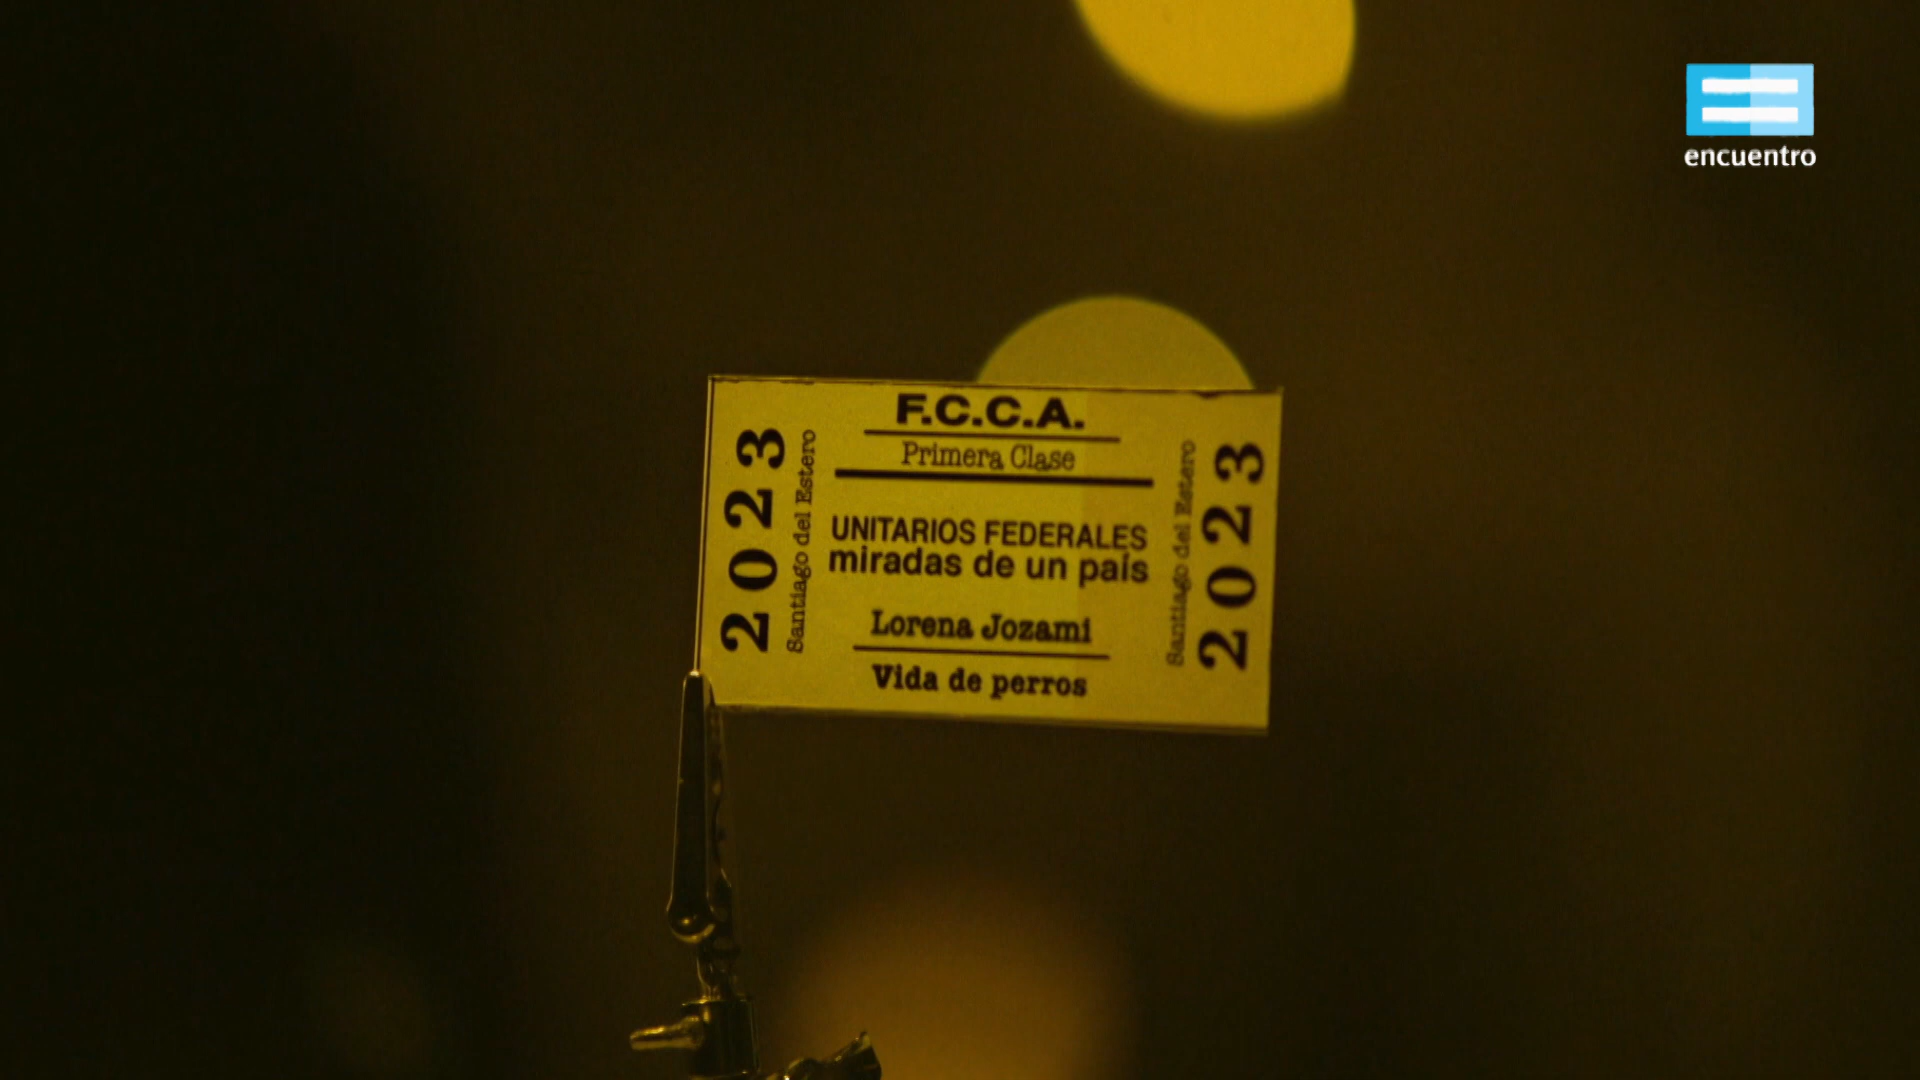 encuentro
F.C.C.A.
Primera Clase
UNITARIOS FEDERALES
miradas de un país
Lorena Jozami
Vida de perros
2023
Santiago del Estero
Santiago del Estero
2023